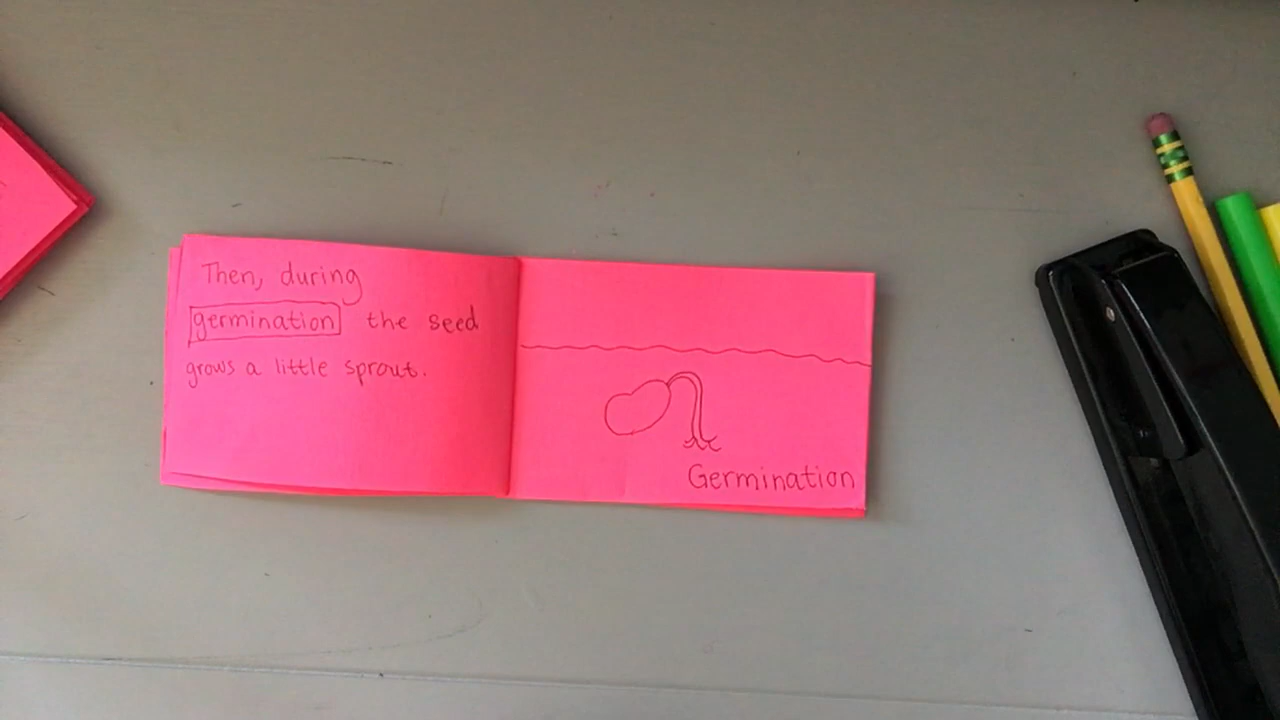 Then, during
germination the seed
grows a little sprout.
Germination